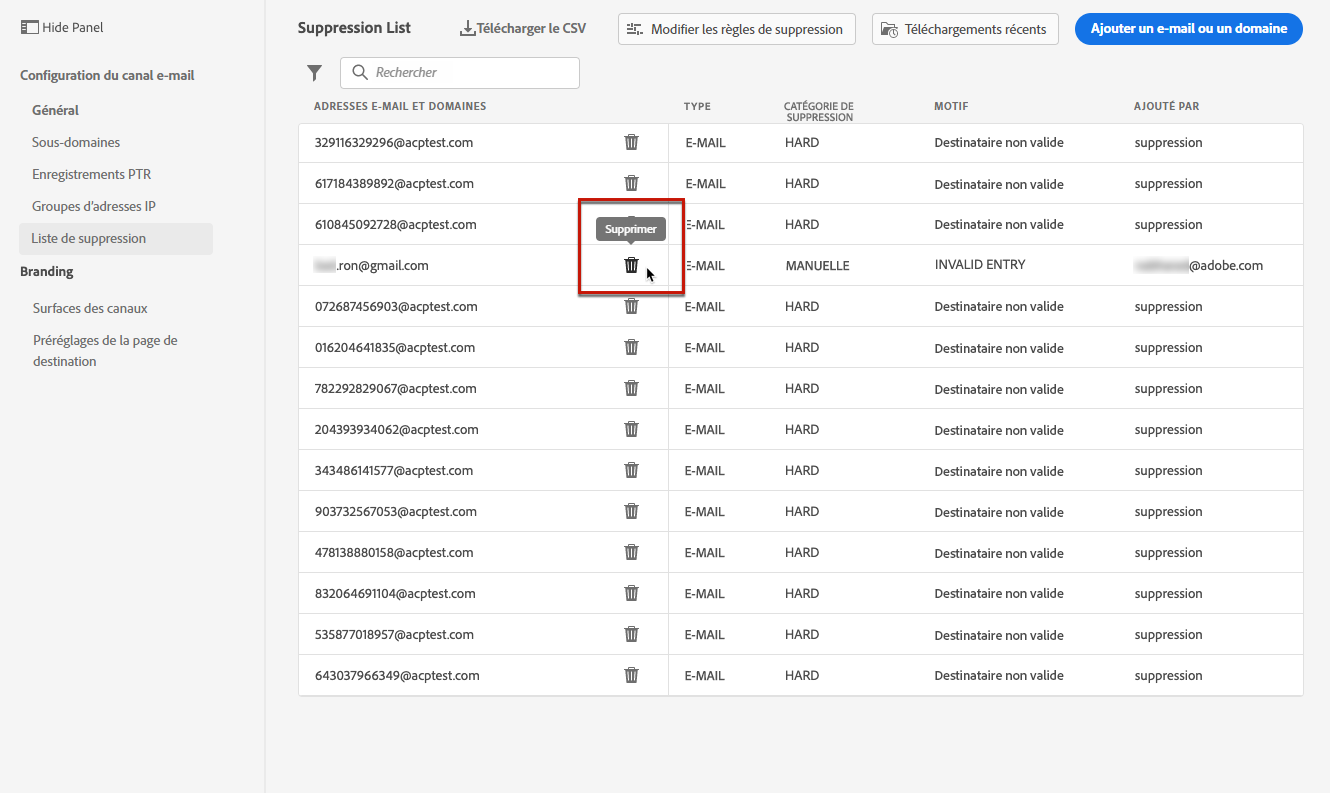 Hide Panel
Configuration du canal e-mail
Général
Sous-domaines
Enregistrements PTR
Groupes d'adresses IP
Liste de suppression
Branding
Surfaces des canaux
Préréglages de la page de
destination
Suppression List
Télécharger le CSV
Modifier les règles de suppression
Téléchargements récents
Ajouter un e-mail ou un domaine
Rechercher
ADRESSES E-MAIL ET DOMAINES TYPE CATÉGORIE DE SUPPRESSION MOTIF AJOUTÉ PAR
329116329296@acptest.com E-MAIL HARD Destinataire non valide suppression
617184389892@acptest.com E-MAIL HARD Destinataire non valide suppression
610845092728@acptest.com E-MAIL HARD Destinataire non valide suppression
Supprimer
.ron@gmail.com E-MAIL MANUELLE INVALID ENTRY @adobe.com
072687456903@acptest.com E-MAIL HARD Destinataire non valide suppression
016204641835@acptest.com E-MAIL HARD Destinataire non valide suppression
782292829067@acptest.com E-MAIL HARD Destinataire non valide suppression
204393934062@acptest.com E-MAIL HARD Destinataire non valide suppression
343486141577@acptest.com E-MAIL HARD Destinataire non valide suppression
903732567053@acptest.com E-MAIL HARD Destinataire non valide suppression
478138880158@acptest.com E-MAIL HARD Destinataire non valide suppression
832064691104@acptest.com E-MAIL HARD Destinataire non valide suppression
535877018957@acptest.com E-MAIL HARD Destinataire non valide suppression
643037966349@acptest.com E-MAIL HARD Destinataire non valide suppression